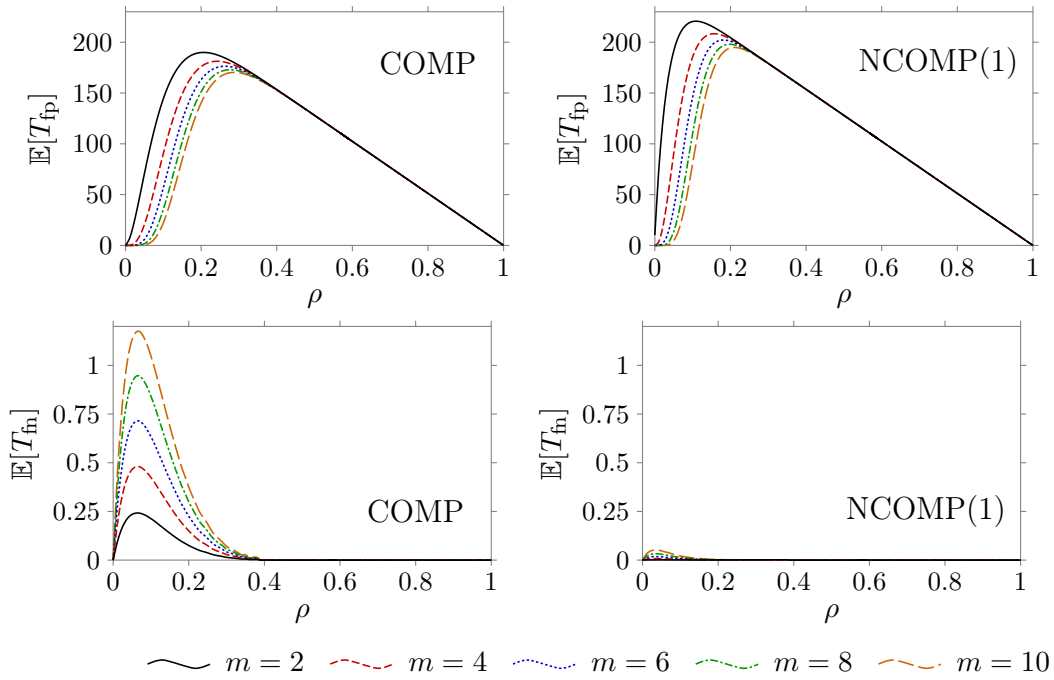 200
150
100
50
0
𝔼[T_fp]
COMP
0 0.2 0.4 0.6 0.8 1
ρ
200
150
100
50
0
𝔼[T_fp]
NCOMP(1)
0 0.2 0.4 0.6 0.8 1
ρ
1
0.75
0.5
0.25
0
𝔼[T_fn]
COMP
0 0.2 0.4 0.6 0.8 1
ρ
1
0.75
0.5
0.25
0
𝔼[T_fn]
NCOMP(1)
0 0.2 0.4 0.6 0.8 1
ρ
m = 2 m = 4 m = 6 m = 8 m = 10